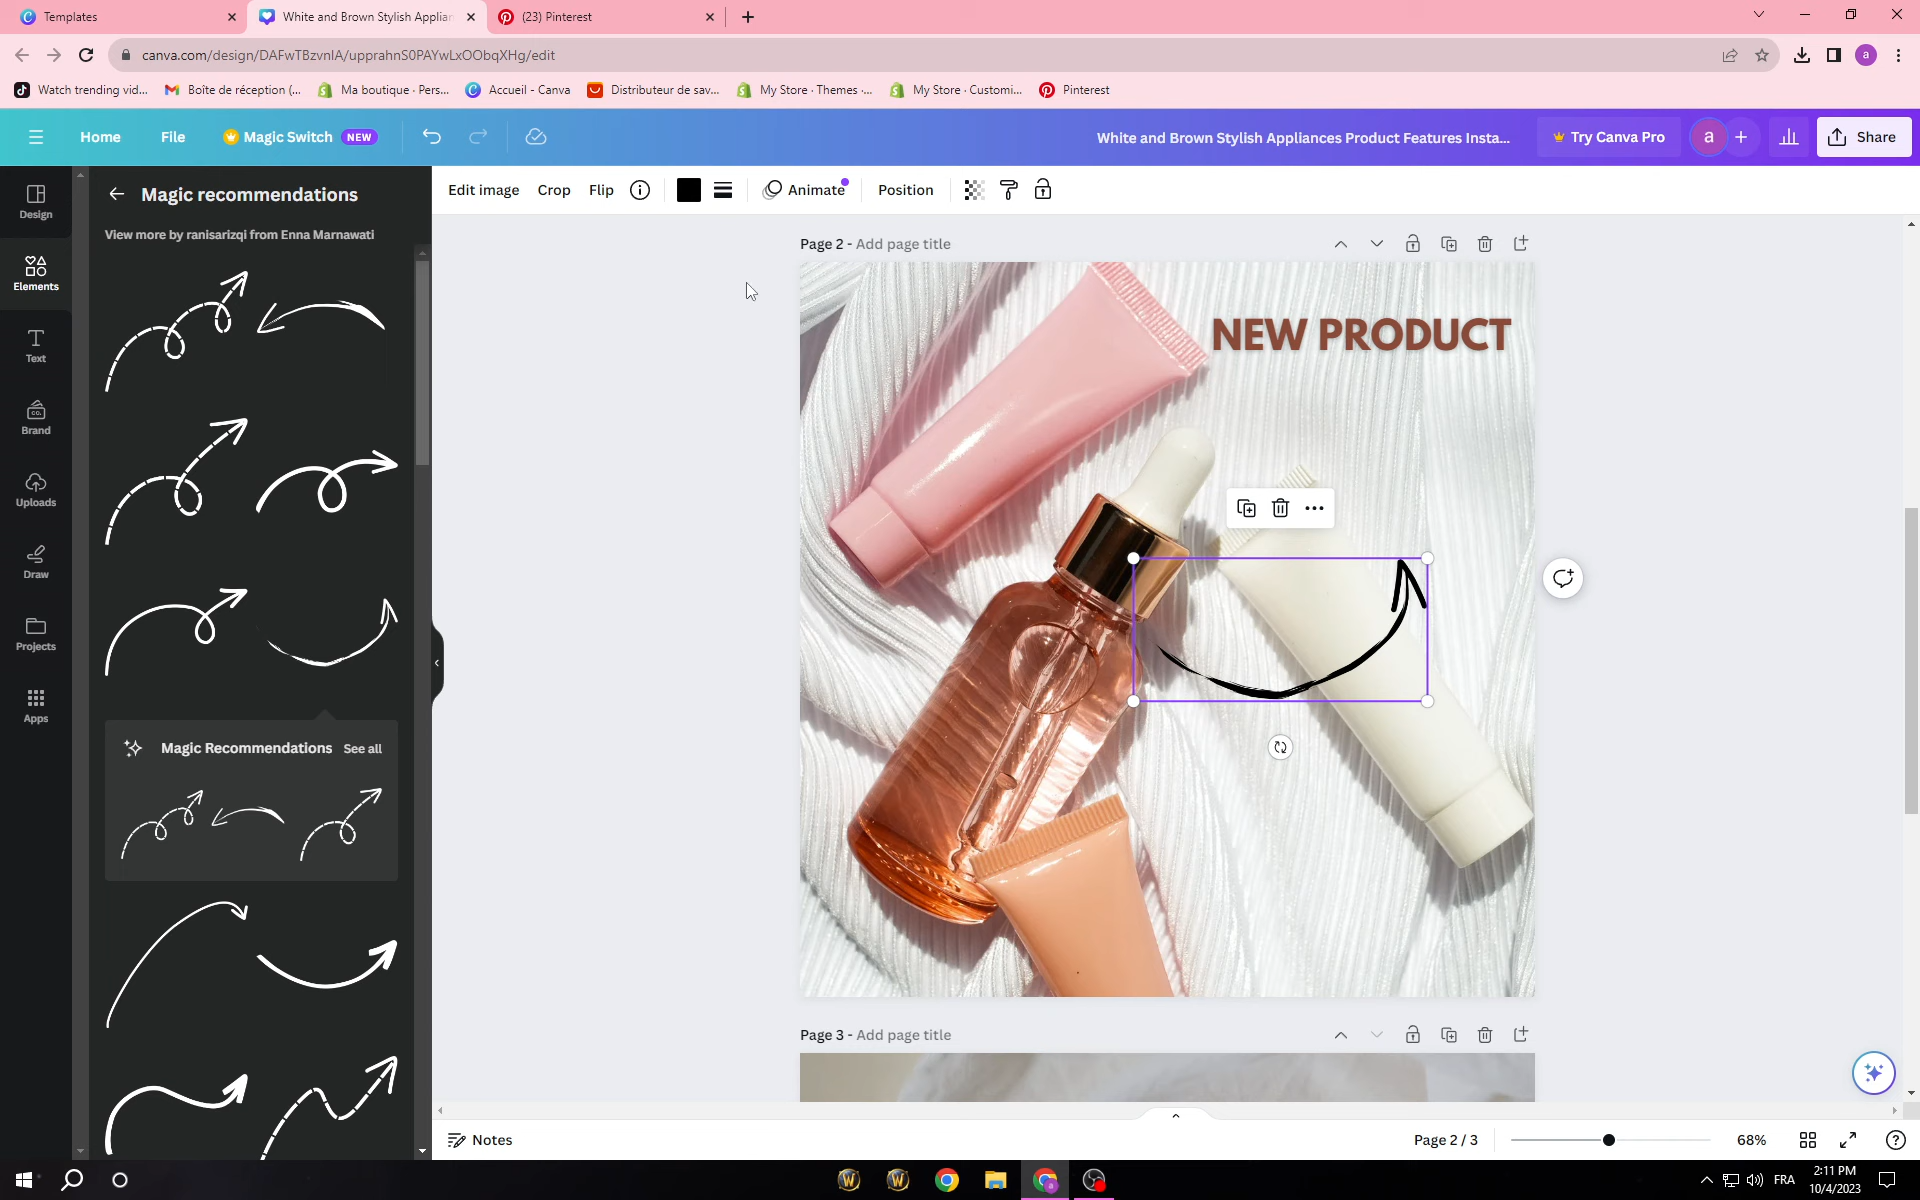 Templates
White and Brown Stylish Applian
(23) Pinterest
canva.com/design/DAFwTBzvnIA/upprahnS0PAYwLxOObqXHg/edit
a
Watch trending vid...
Boîte de réception (...
Ma boutique · Pers...
Accueil - Canva
Distributeur de sav...
My Store · Themes ·...
My Store · Customi...
Pinterest
Home
File
Magic Switch
NEW
White and Brown Stylish Appliances Product Features Insta...
Try Canva Pro
a
Share
Design
Elements
Text
Brand
Uploads
Draw
Projects
Apps
Magic recommendations
View more by ranisarizqi from Enna Marnawati
Magic Recommendations
See all
Edit image
Crop
Flip
Animate
Position
Page 2 - Add page title
NEW PRODUCT
Page 3 - Add page title
Notes
Page 2 / 3
68%
FRA
2:11 PM
10/4/2023